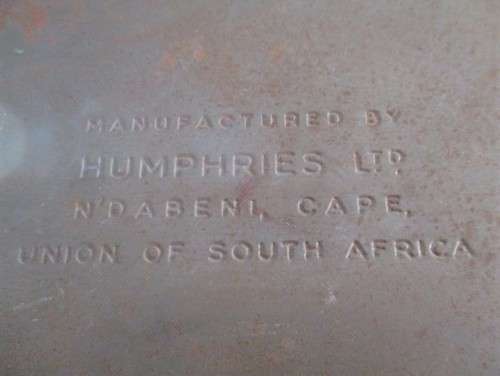 MANUFACTURED BY
HUMPHRIES LTD.
N'DABENI, CAPE,
UNION OF SOUTH AFRICA